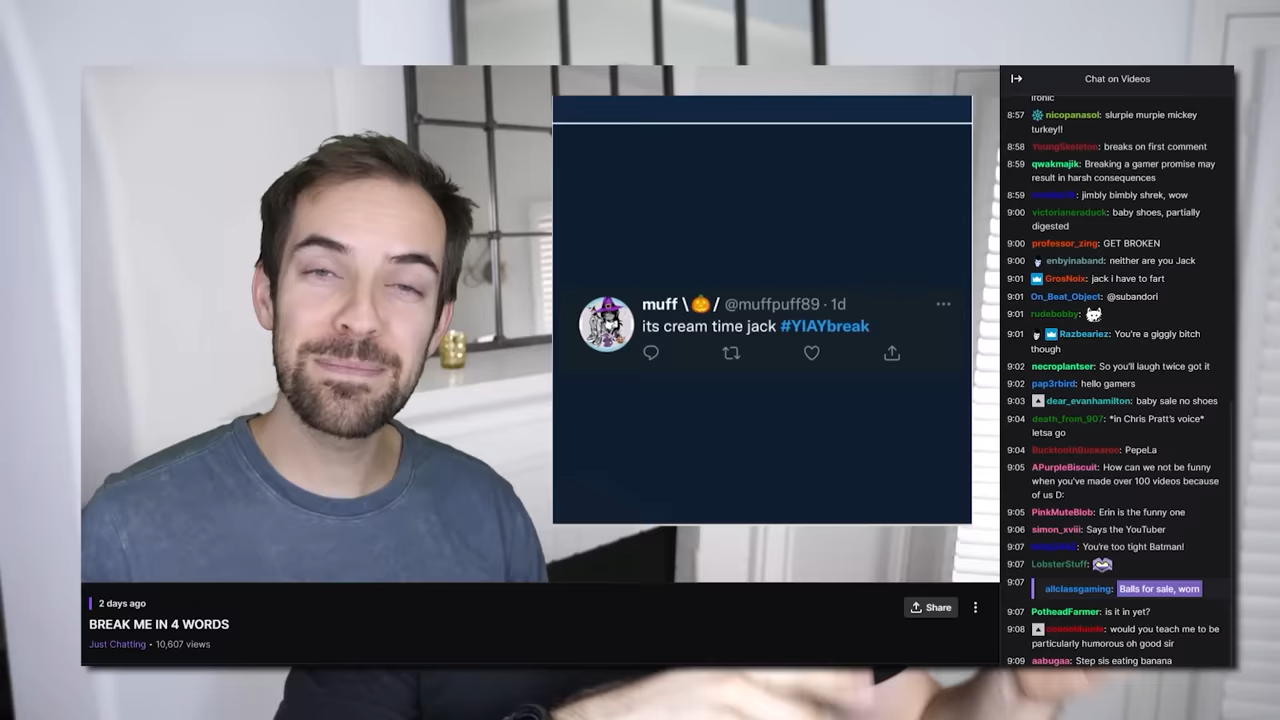 muff \🎃/ @muffpuff89 · 1d
its cream time jack #YIAYbreak
2 days ago
BREAK ME IN 4 WORDS
Just Chatting • 10,607 views
Share
Chat on Videos
ironic
8:57 nicopanasol: slurpie murpie mickey
turkey!!
8:58 YoungSkeleton: breaks on first comment
8:59 qwakmajik: Breaking a gamer promise may
result in harsh consequences
8:59 : jimbly bimbly shrek, wow
9:00 victorianeraduck: baby shoes, partially
digested
9:00 professor_zing: GET BROKEN
9:00 enbyinaband: neither are you Jack
9:01 GrosNoix: jack i have to fart
9:01 On_Beat_Object: @subandori
9:01 rudebobby:
9:01 Razbeariez: You're a giggly bitch
though
9:02 necroplantser: So you'll laugh twice got it
9:02 pap3rbird: hello gamers
9:03 dear_evanhamilton: baby sale no shoes
9:04 death_from_907: *in Chris Pratt's voice*
letsa go
9:04 BucktoothBuckaroo: PepeLa
9:05 APurpleBiscuit: How can we not be funny
when you've made over 100 videos because
of us D:
9:05 PinkMuteBlob: Erin is the funny one
9:06 simon_xviii: Says the YouTuber
9:07 : You're too tight Batman!
9:07 LobsterStuff:
9:07
allclassgaming: Balls for sale, worn
9:07 PotheadFarmer: is it in yet?
9:08 : would you teach me to be
particularly humorous oh good sir
9:09 aabugaa: Step sis eating banana